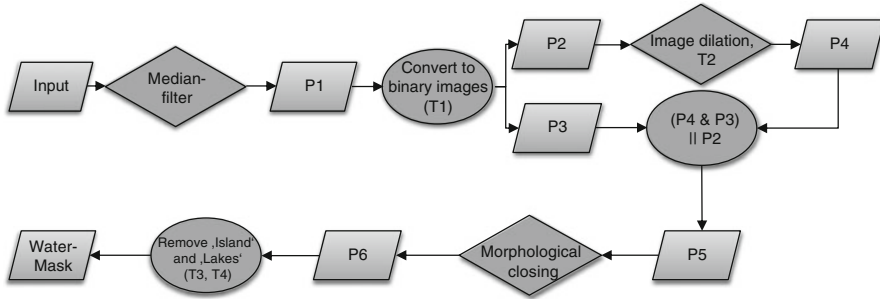 Input
Median-
filter
P1
Convert to
binary images
(T1)
P2
Image dilation,
T2
P4
P3
(P4 & P3)
|| P2
P5
Morphological
closing
P6
Remove ‚Island‘
and ‚Lakes‘
(T3, T4)
Water-
Mask